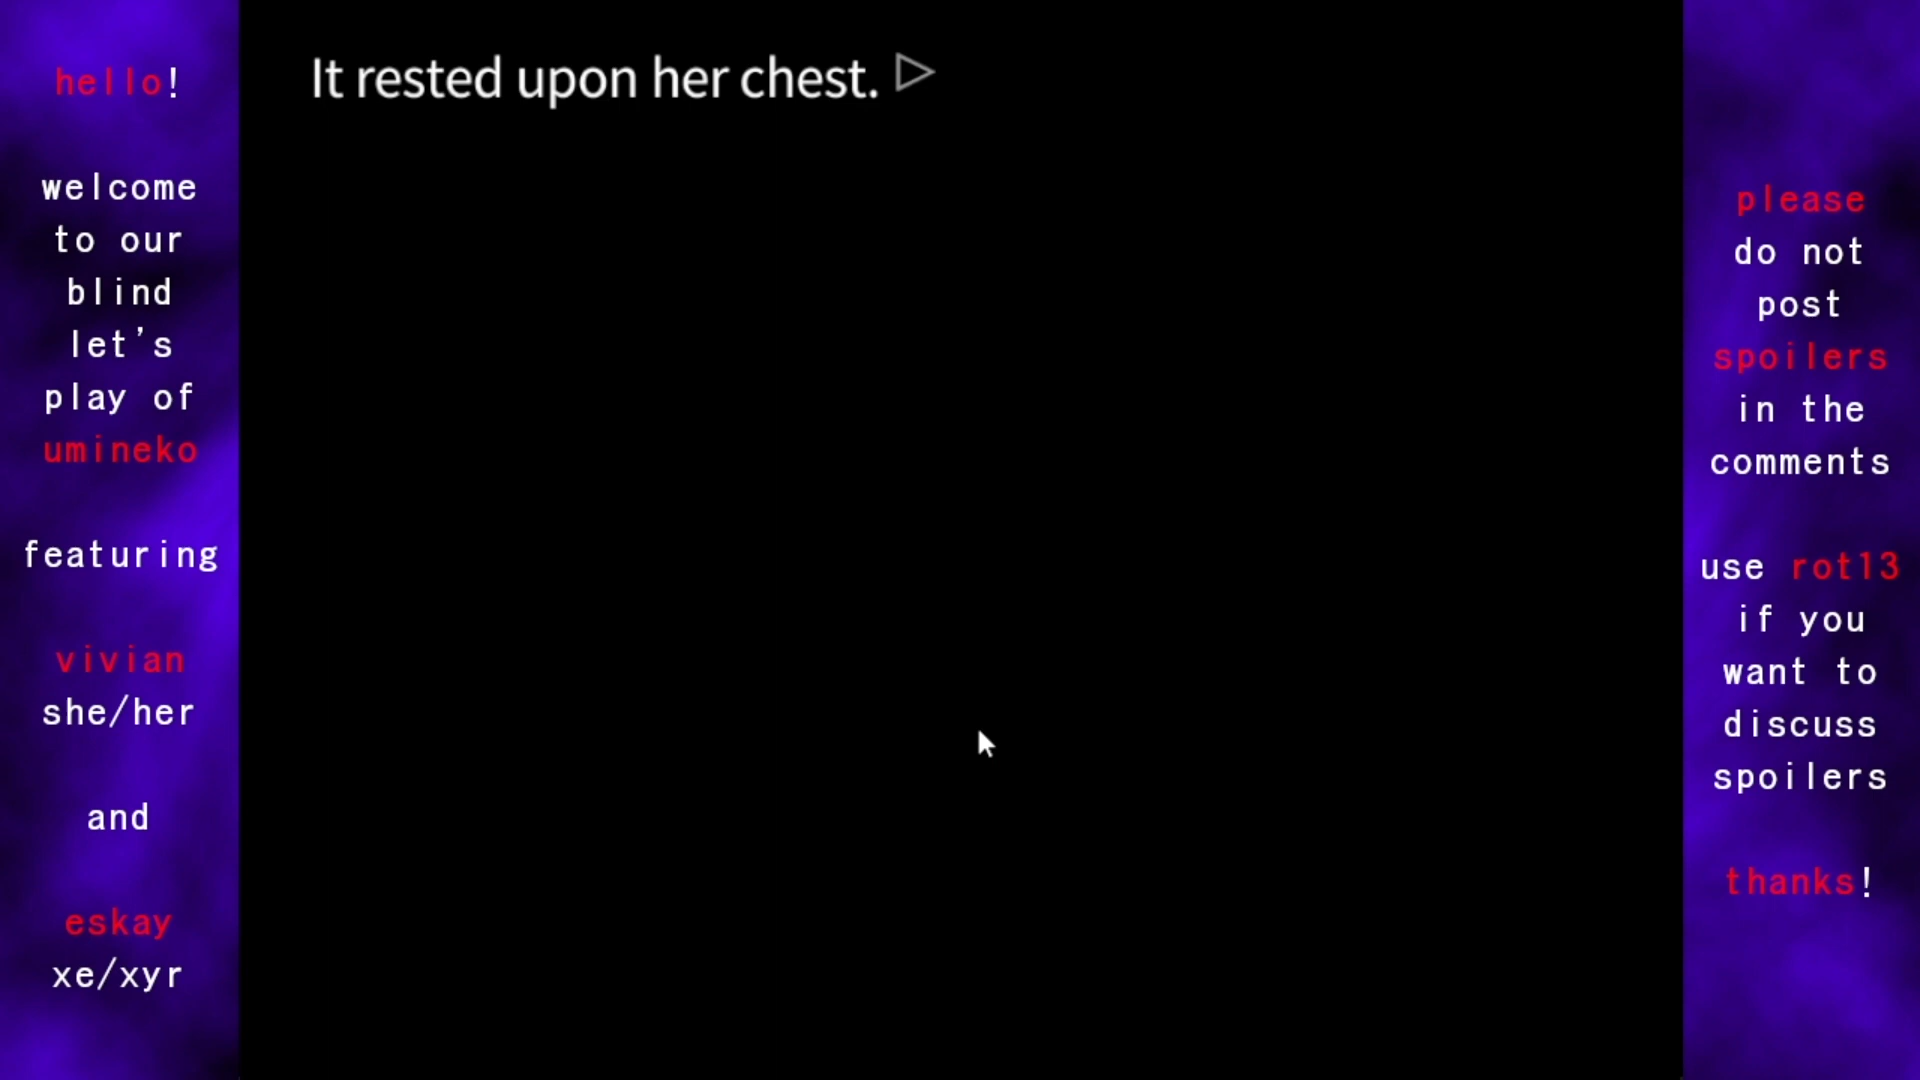 hello!
welcome
to our
blind
let's
play of
umineko
featuring
vivian
she/her
and
eskay
xe/xyr
It rested upon her chest.
please
do not
post
spoilers
in the
comments
use rot13
if you
want to
discuss
spoilers
thanks!